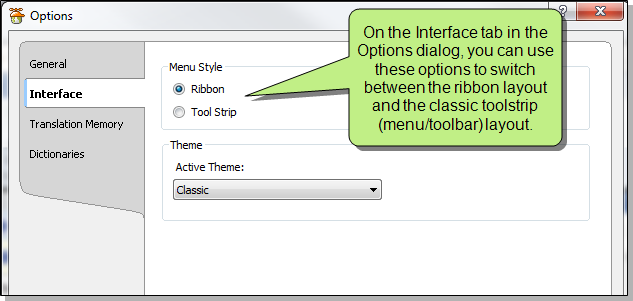 Options
?
On the Interface tab in the
Options dialog, you can use
these options to switch
between the ribbon layout
and the classic toolstrip
(menu/toolbar) layout.
General
Interface
Translation Memory
Dictionaries
Menu Style
Ribbon
Tool Strip
Theme
Active Theme:
Classic